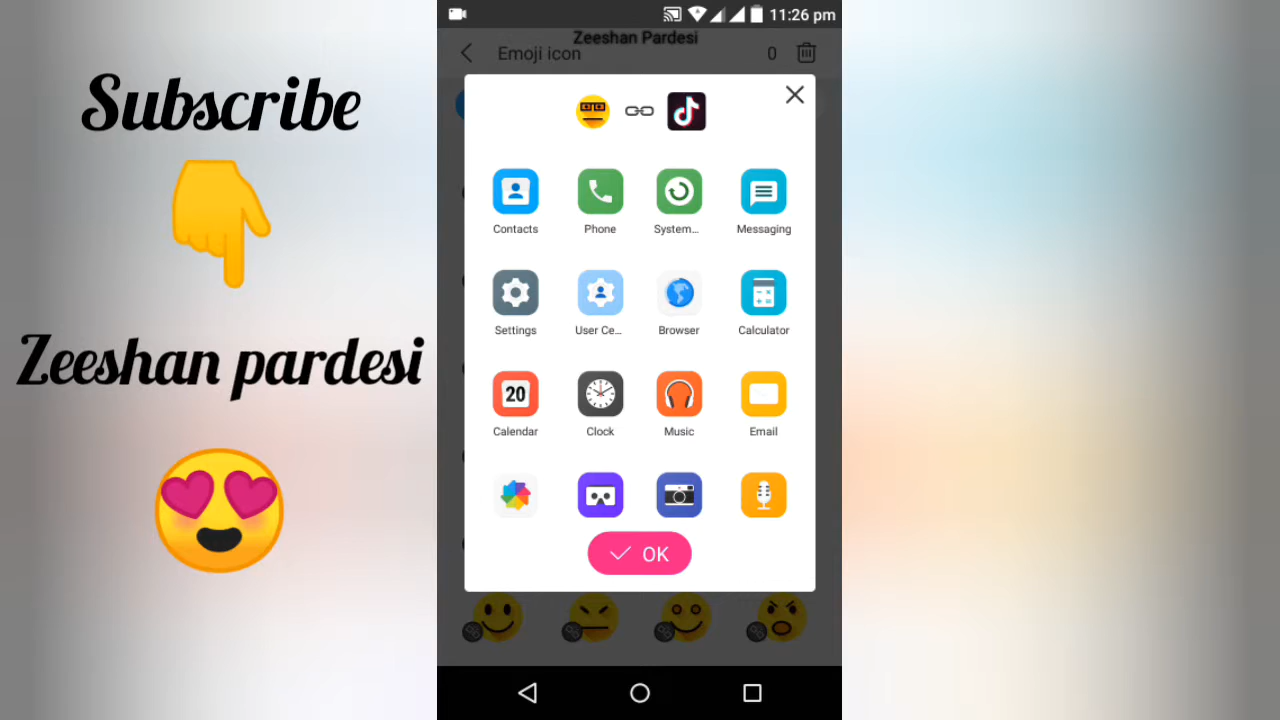 Subscribe
Zeeshan pardesi
11:26 pm
Zeeshan Pardesi
Emoji icon 0
Contacts Phone System... Messaging
Settings User Ce... Browser Calculator
20
Calendar Clock Music Email
OK